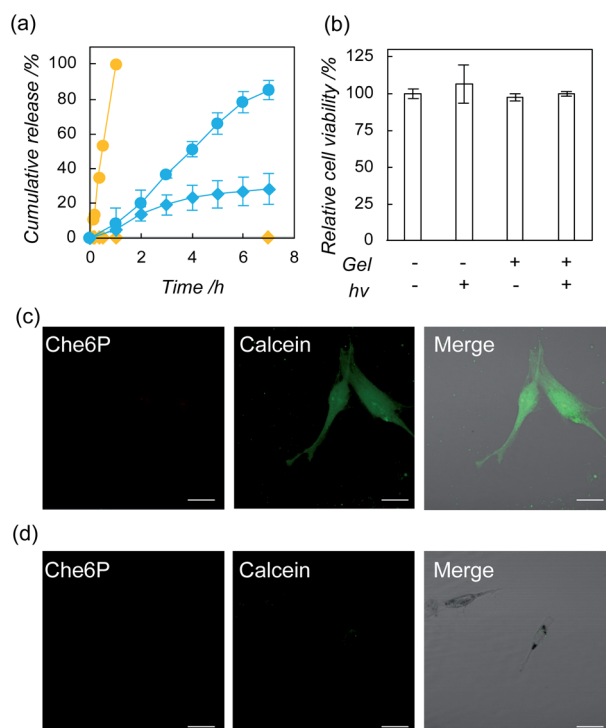 (a)
Cumulative release /%
100
80
60
40
20
0
0 2 4 6 8
Time /h
(b)
Relative cell viability /%
125
100
75
50
25
0
Gel - - + +
hv - + - +
(c)
Che6P Calcein Merge
(d)
Che6P Calcein Merge